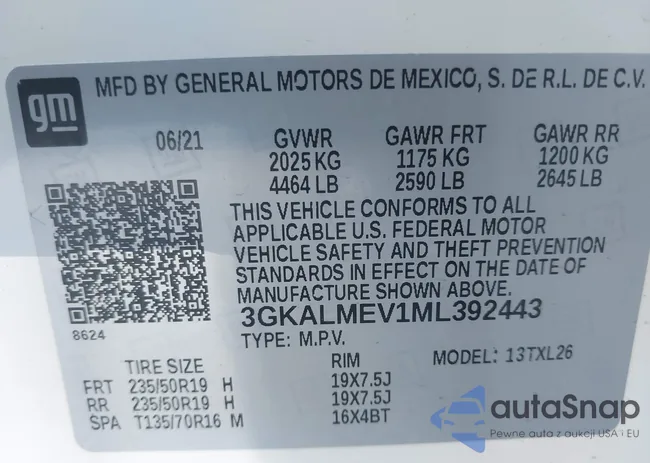 gm
MFD BY GENERAL MOTORS DE MEXICO, S. DE R.L. DE C.V.
06/21 GVWR GAWR FRT GAWR RR
2025 KG 1175 KG 1200 KG
4464 LB 2590 LB 2645 LB
THIS VEHICLE CONFORMS TO ALL
APPLICABLE U.S. FEDERAL MOTOR
VEHICLE SAFETY AND THEFT PREVENTION
STANDARDS IN EFFECT ON THE DATE OF
MANUFACTURE SHOWN ABOVE.
8624
3GKALMEV1ML392443
TYPE: M.P.V.
TIRE SIZE RIM MODEL: 13TXL26
FRT 235/50R19 H 19X7.5J
RR 235/50R19 H 19X7.5J
SPA T135/70R16 M 16X4BT
autaSnap
Pewne auta z aukcji USA i EU